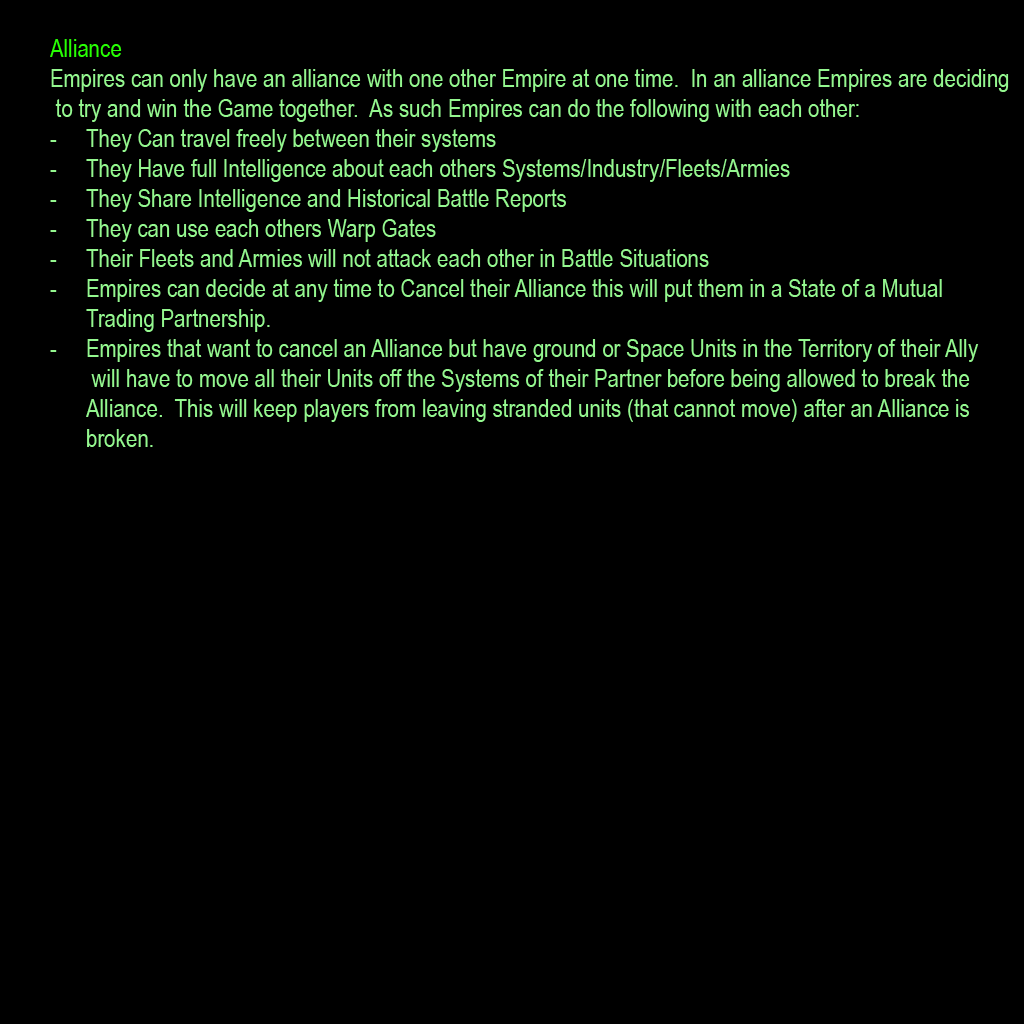 Alliance
Empires can only have an alliance with one other Empire at one time.  In an alliance Empires are deciding
to try and win the Game together.  As such Empires can do the following with each other:
- They Can travel freely between their systems
- They Have full Intelligence about each others Systems/Industry/Fleets/Armies
- They Share Intelligence and Historical Battle Reports
- They can use each others Warp Gates
- Their Fleets and Armies will not attack each other in Battle Situations
- Empires can decide at any time to Cancel their Alliance this will put them in a State of a Mutual
Trading Partnership.
- Empires that want to cancel an Alliance but have ground or Space Units in the Territory of their Ally
will have to move all their Units off the Systems of their Partner before being allowed to break the
Alliance.  This will keep players from leaving stranded units (that cannot move) after an Alliance is
broken.